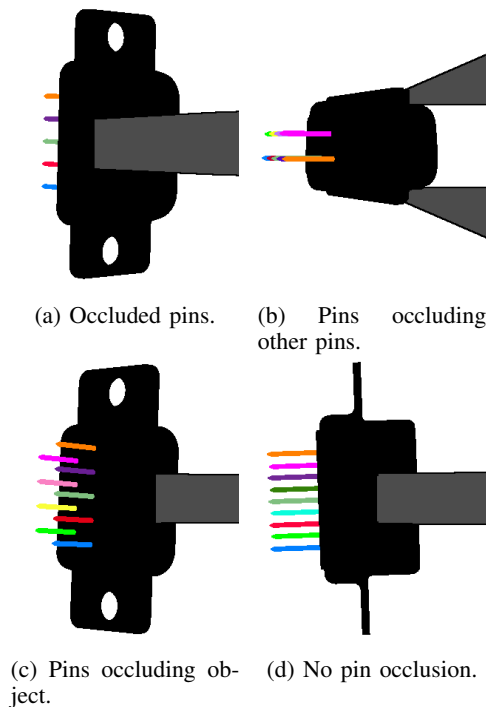 (a) Occluded pins.
(b) Pins occluding
other pins.
(c) Pins occluding ob-
ject.
(d) No pin occlusion.